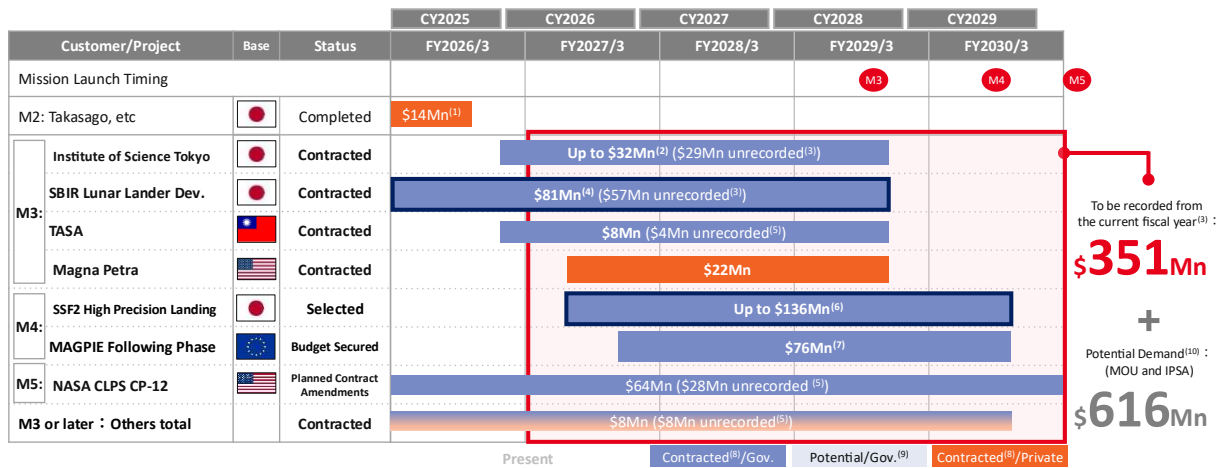 CY2025 CY2026 CY2027 CY2028 CY2029
Customer/Project Base Status FY2026/3 FY2027/3 FY2028/3 FY2029/3 FY2030/3
Mission Launch Timing M3 M4 M5
M2: Takasago, etc Completed $14Mn(1)
M3:
Institute of Science Tokyo Contracted Up to $32Mn(2) ($29Mn unrecorded(3))
SBIR Lunar Lander Dev. Contracted $81Mn(4) ($57Mn unrecorded(3))
TASA Contracted $8Mn ($4Mn unrecorded(5))
Magna Petra Contracted $22Mn
M4:
SSF2 High Precision Landing Selected Up to $136Mn(6)
MAGPIE Following Phase Budget Secured $76Mn(7)
M5: NASA CLPS CP-12 Planned Contract
Amendments $64Mn ($28Mn unrecorded (5))
M3 or later：Others total Contracted $8Mn ($8Mn unrecorded(5))
To be recorded from
the current fiscal year(3)：
$351Mn
+
Potential Demand(10)：
(MOU and IPSA)
$616Mn
Present Contracted(8)/Gov. Potential/Gov.(9) Contracted(8)/Private